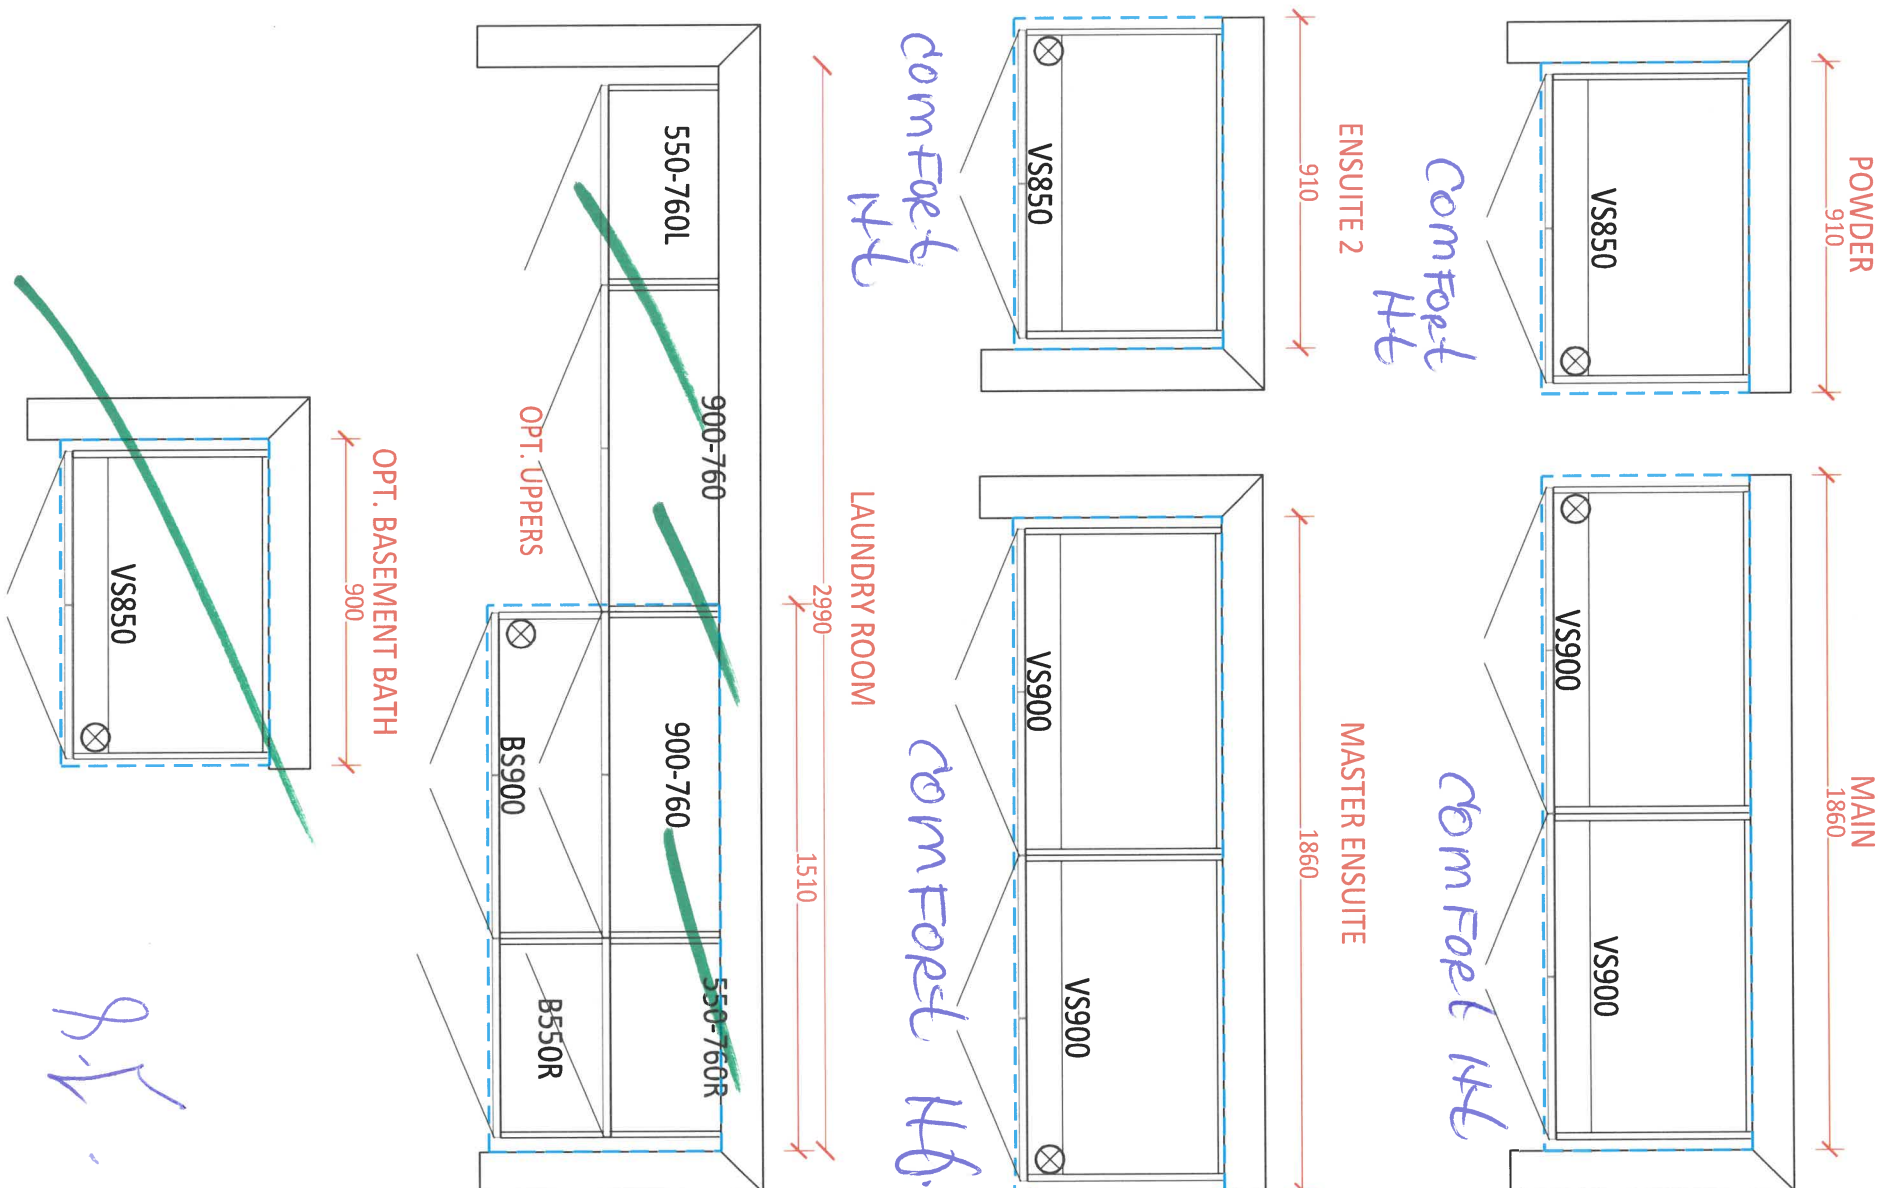 POWDER
910
VS850
ComFort
Ht
MAIN
1860
VS900
VS900
ComFort Ht
ENSUITE 2
910
VS850
ComFort
Ht
MASTER ENSUITE
1860
VS900
VS900
ComFort Ht.
LAUNDRY ROOM
2990
1510
550-760L
900-760
900-760
550-760R
OPT. UPPERS
BS900
B550R
OPT. BASEMENT BATH
900
VS850